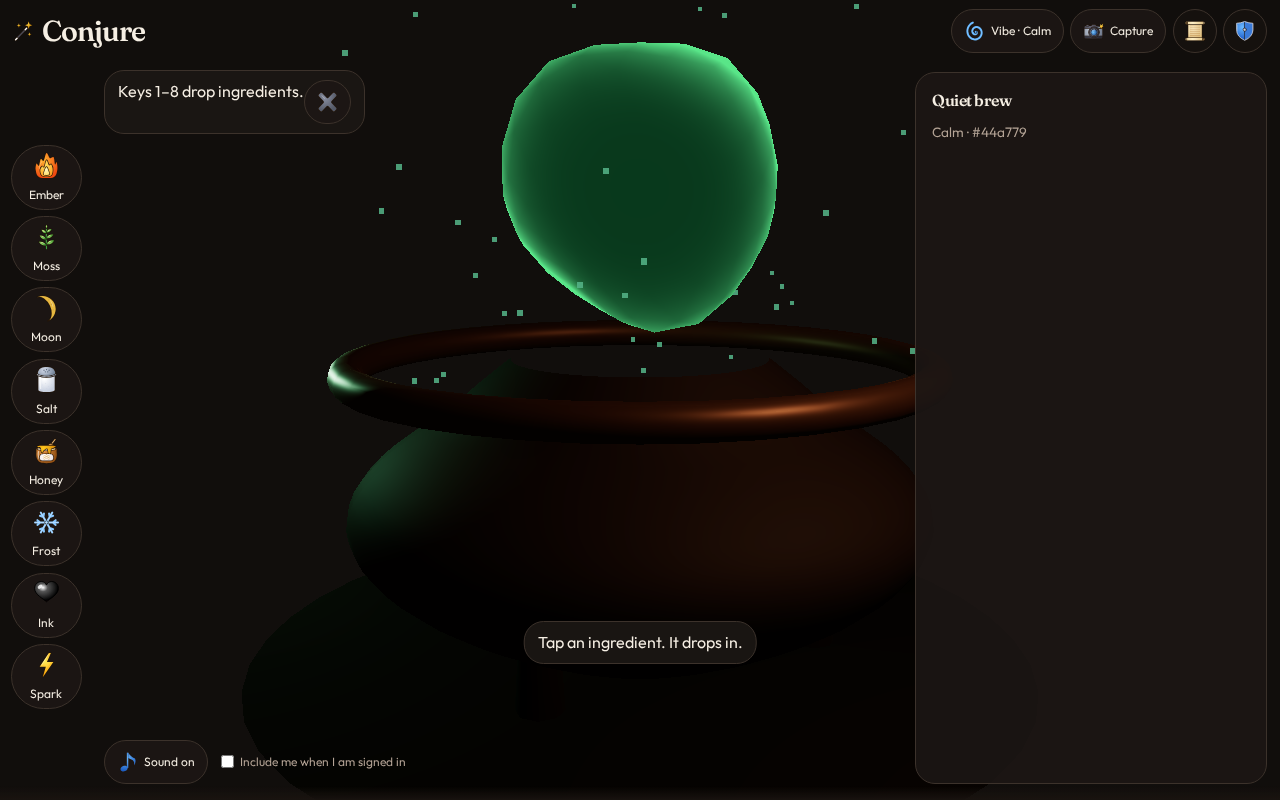 Conjure
Vibe · Calm
Capture
Keys 1–8 drop ingredients.
Quiet brew
Calm · #44a779
Ember
Moss
Moon
Salt
Honey
Frost
Ink
Spark
Tap an ingredient. It drops in.
Sound on
Include me when I am signed in